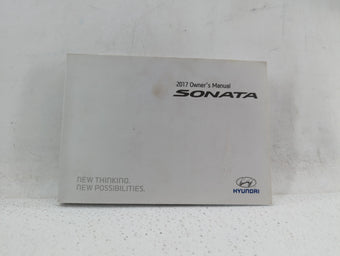 2017 Owner's Manual
SONATA
NEW THINKING.
NEW POSSIBILITIES.
HYUNDAI